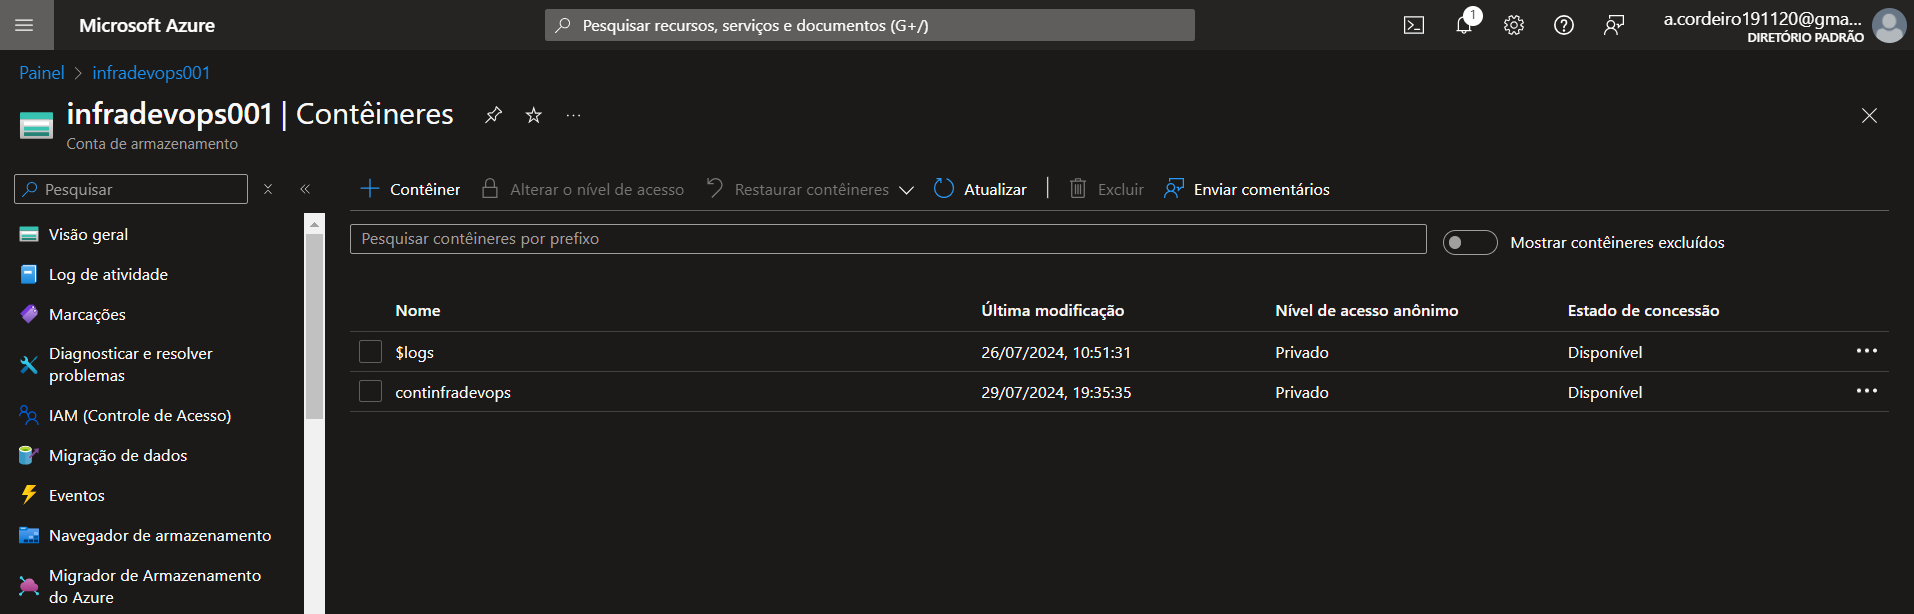 Microsoft Azure
Pesquisar recursos, serviços e documentos (G+/)
1
a.cordeiro191120@gma...
DIRETÓRIO PADRÃO
Painel > infradevops001
infradevops001 | Contêineres ...
Conta de armazenamento
Pesquisar
Contêiner
Alterar o nível de acesso
Restaurar contêineres
Atualizar
Excluir
Enviar comentários
Pesquisar contêineres por prefixo
Mostrar contêineres excluídos
Visão geral
Log de atividade
Marcações
Diagnosticar e resolver
problemas
IAM (Controle de Acesso)
Migração de dados
Eventos
Navegador de armazenamento
Migrador de Armazenamento
do Azure
Nome Última modificação Nível de acesso anônimo Estado de concessão
$logs 26/07/2024, 10:51:31 Privado Disponível ...
continfradevops 29/07/2024, 19:35:35 Privado Disponível ...